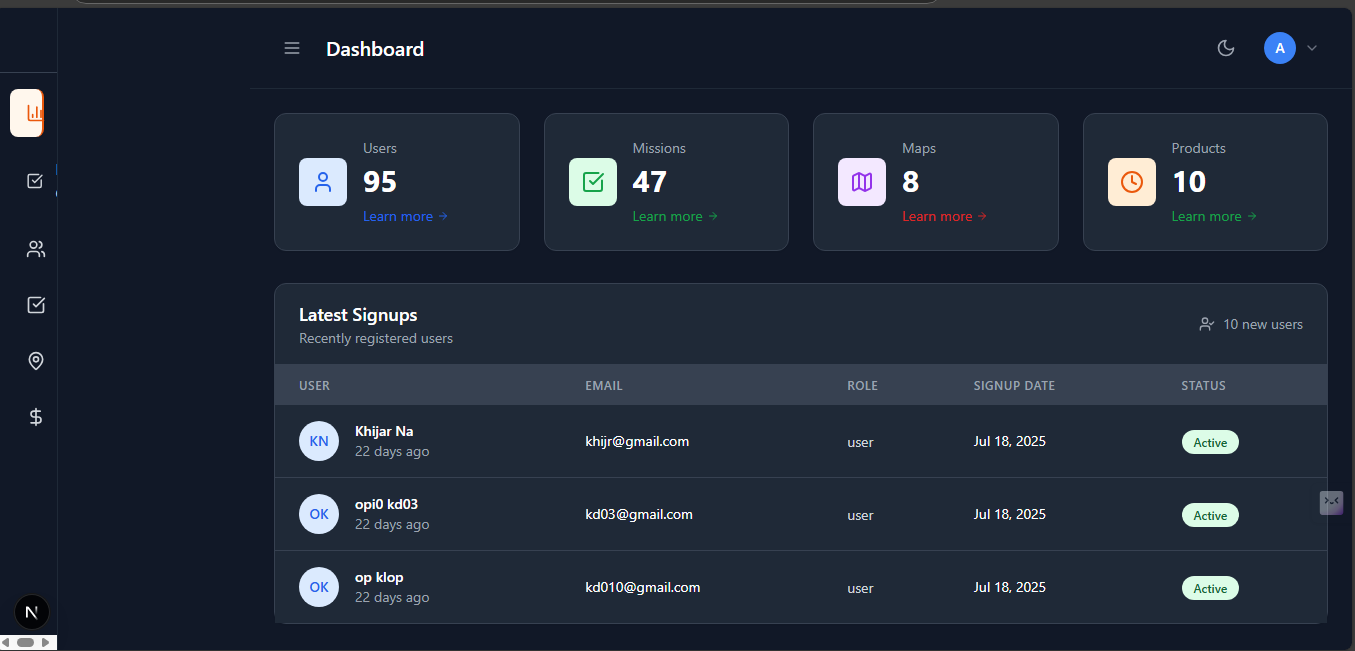 Dashboard
A
Users
95
Learn more →
Missions
47
Learn more →
Maps
8
Learn more →
Products
10
Learn more →
Latest Signups
Recently registered users
10 new users
USER EMAIL ROLE SIGNUP DATE STATUS
KN Khijar Na
22 days ago
khijr@gmail.com user Jul 18, 2025 Active
OK opi0 kd03
22 days ago
kd03@gmail.com user Jul 18, 2025 Active
OK op klop
22 days ago
kd010@gmail.com user Jul 18, 2025 Active
N